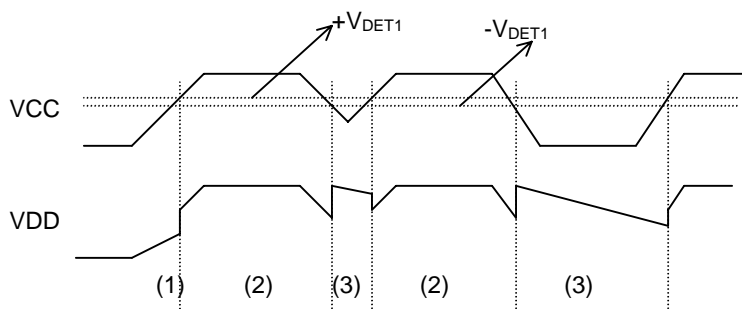 +VDET1
-VDET1
VCC
VDD
(1) (2) (3) (2) (3)